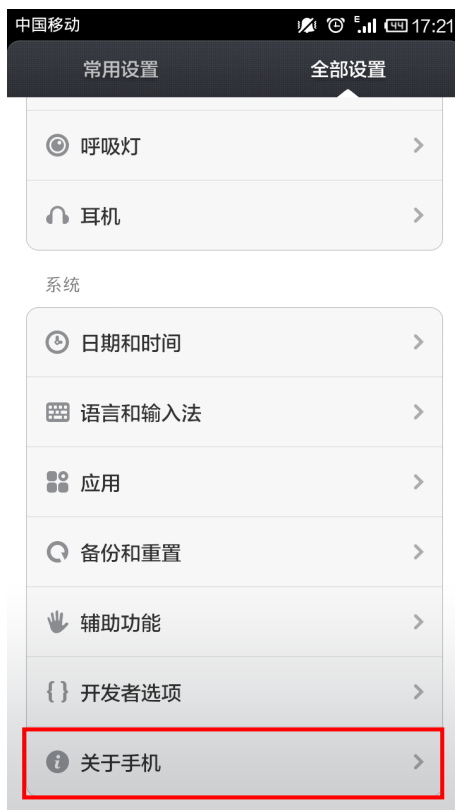 中国移动 E 44 17:21
常用设置 全部设置
呼吸灯
耳机
系统
日期和时间
语言和输入法
应用
备份和重置
辅助功能
{ } 开发者选项
关于手机